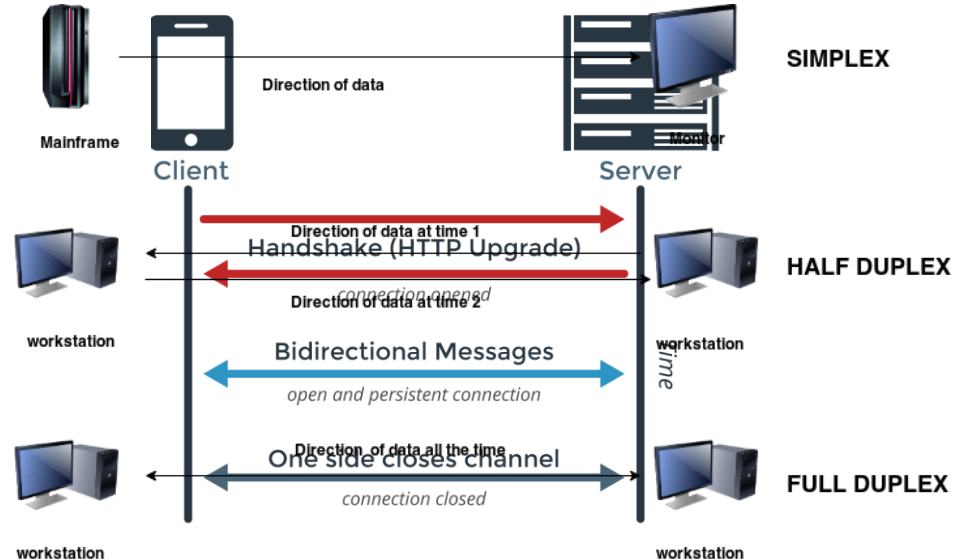 SIMPLEX
Direction of data
Mainframe
Monitor
Client
Server
Direction of data at time 1
Handshake (HTTP Upgrade)
HALF DUPLEX
connection opened
Direction of data at time 2
workstation
workstation
Bidirectional Messages
Time
open and persistent connection
Direction of data all the time
One side closes channel
FULL DUPLEX
connection closed
workstation
workstation